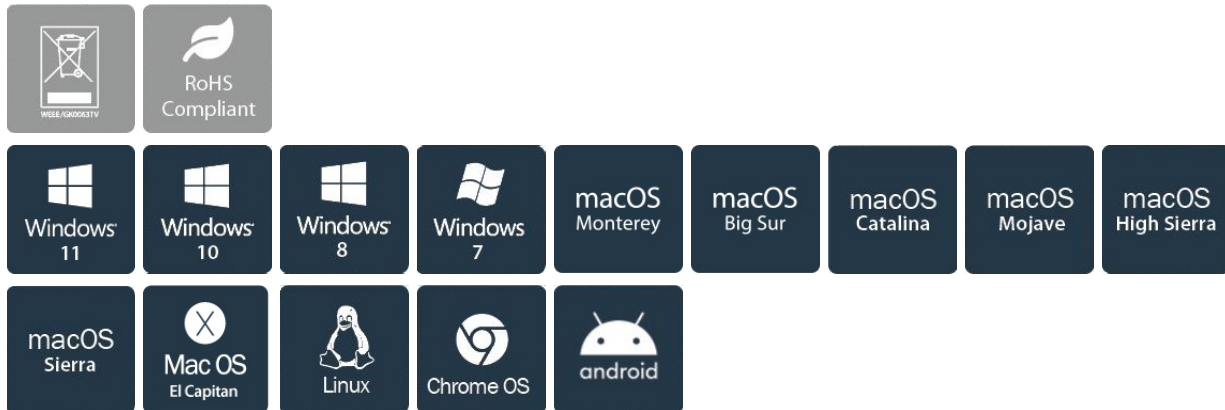 WEEE/GK0063TV
RoHS
Compliant
Windows
11
Windows
10
Windows
8
Windows
7
macOS
Monterey
macOS
Big Sur
macOS
Catalina
macOS
Mojave
macOS
High Sierra
macOS
Sierra
X
Mac OS
El Capitan
Linux
Chrome OS
android